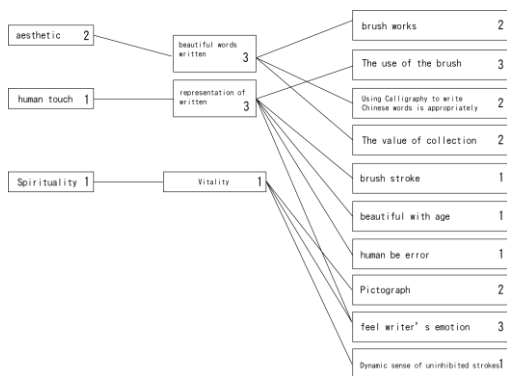 aesthetic 2
human touch 1
Spirituality 1
beautiful words
written
3
representation of
written
3
Vitality 1
brush works 2
The use of the brush 3
Using Calligraphy to write
Chinese words is appropriately 2
The value of collection 2
brush stroke 1
beautiful with age 1
human be error 1
Pictograph 2
feel writer's emotion 3
Dynamic sense of uninhibited strokes 1